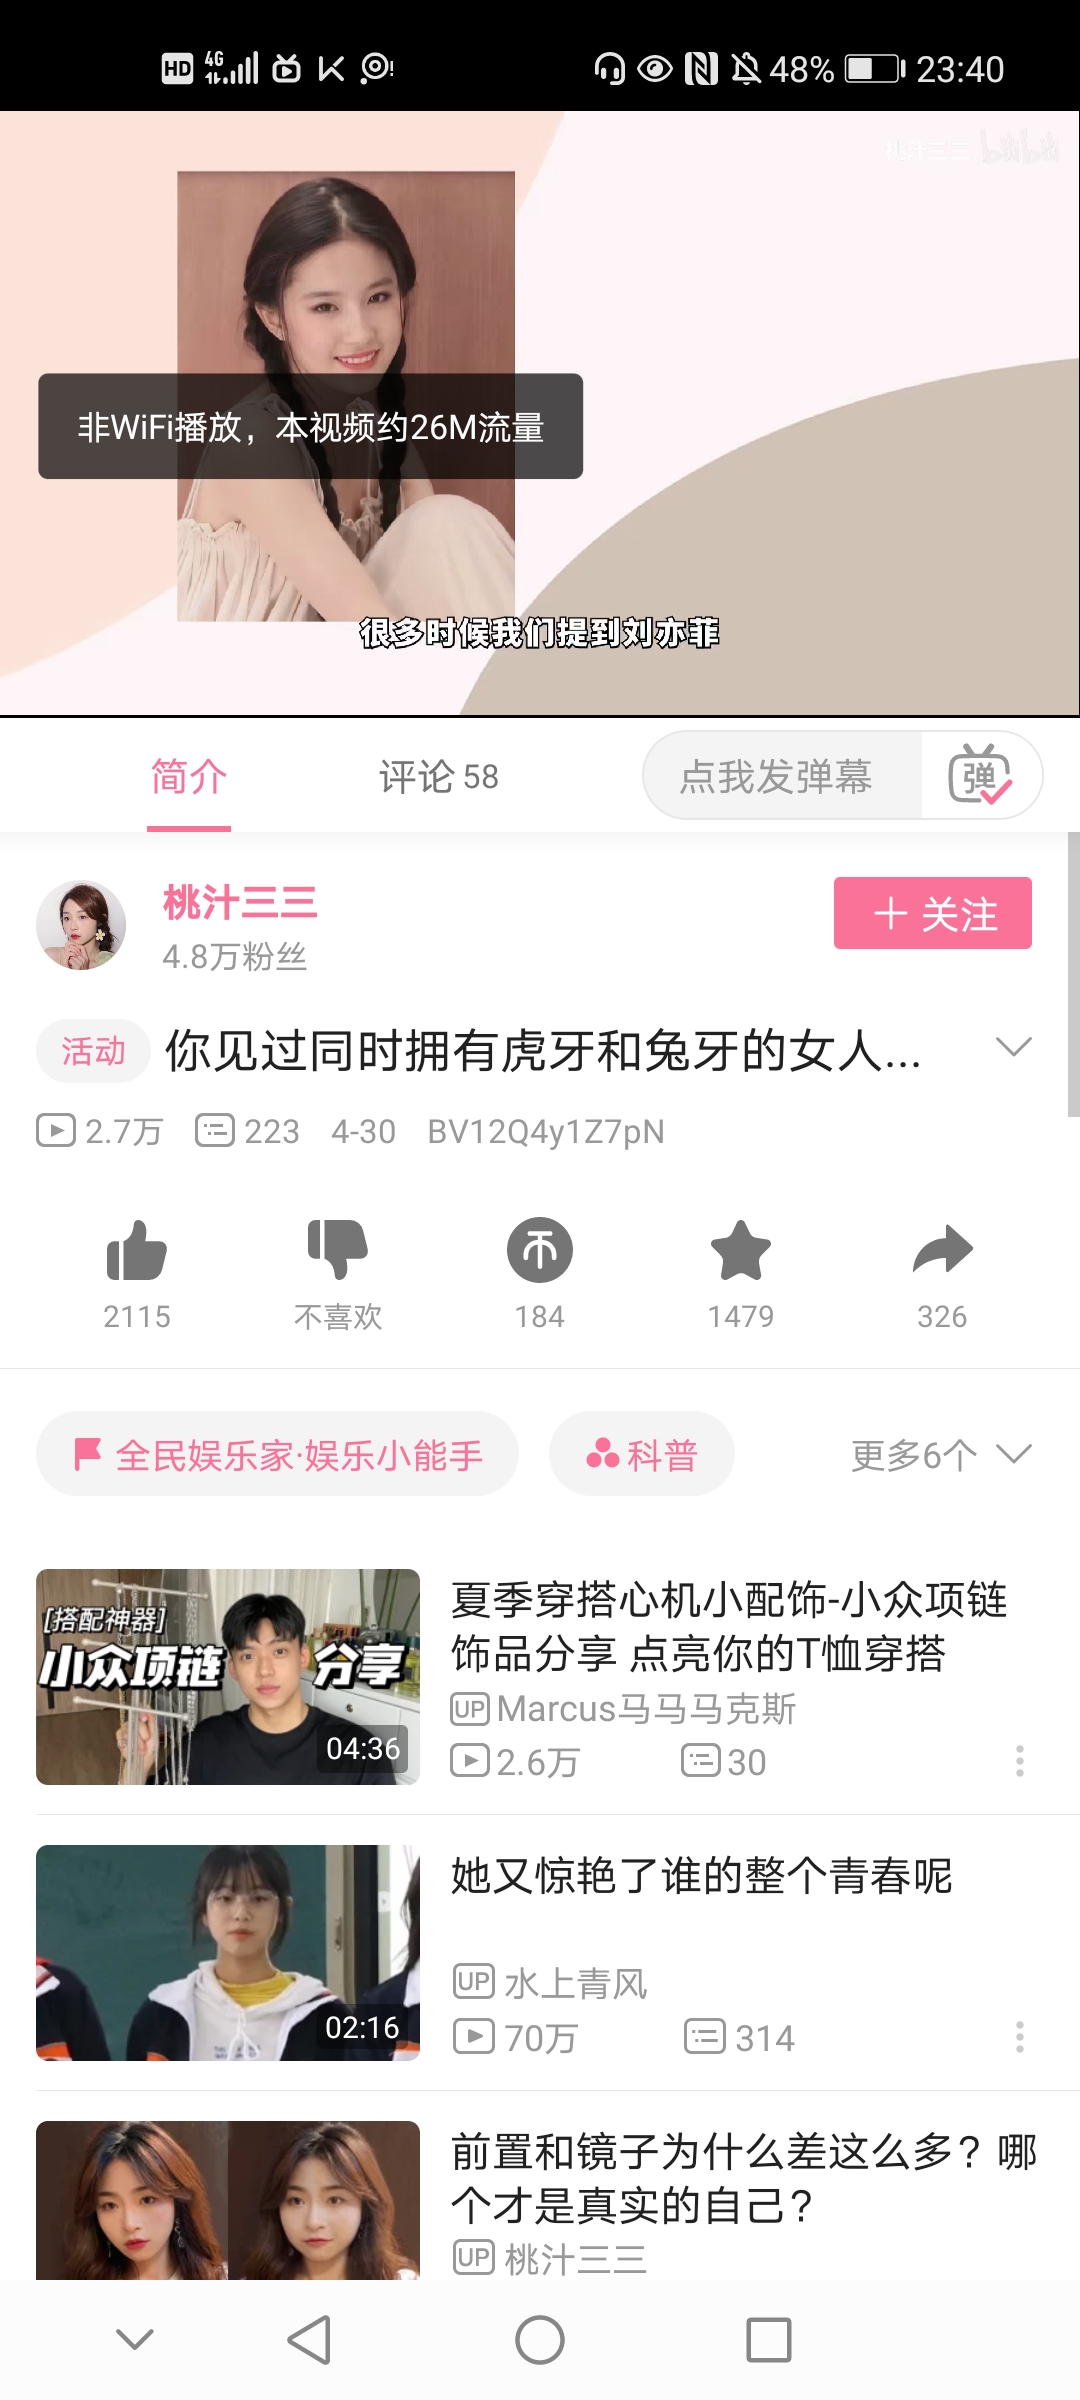 HD 4G 48% 23:40
桃汁三三 bilibili
非WiFi播放，本视频约26M流量
很多时候我们提到刘亦菲
简介 评论 58 点我发弹幕 弹
桃汁三三
4.8万粉丝
+ 关注
活动 你见过同时拥有虎牙和兔牙的女人...
2.7万 223 4-30 BV12Q4y1Z7pN
2115 不喜欢 184 1479 326
全民娱乐家·娱乐小能手 科普 更多6个
[搭配神器]
小众项链 分享
04:36
夏季穿搭心机小配饰-小众项链
饰品分享 点亮你的T恤穿搭
UP Marcus马马马克斯
2.6万 30
02:16
她又惊艳了谁的整个青春呢
UP 水上青风
70万 314
前置和镜子为什么差这么多？哪
个才是真实的自己？
UP 桃汁三三